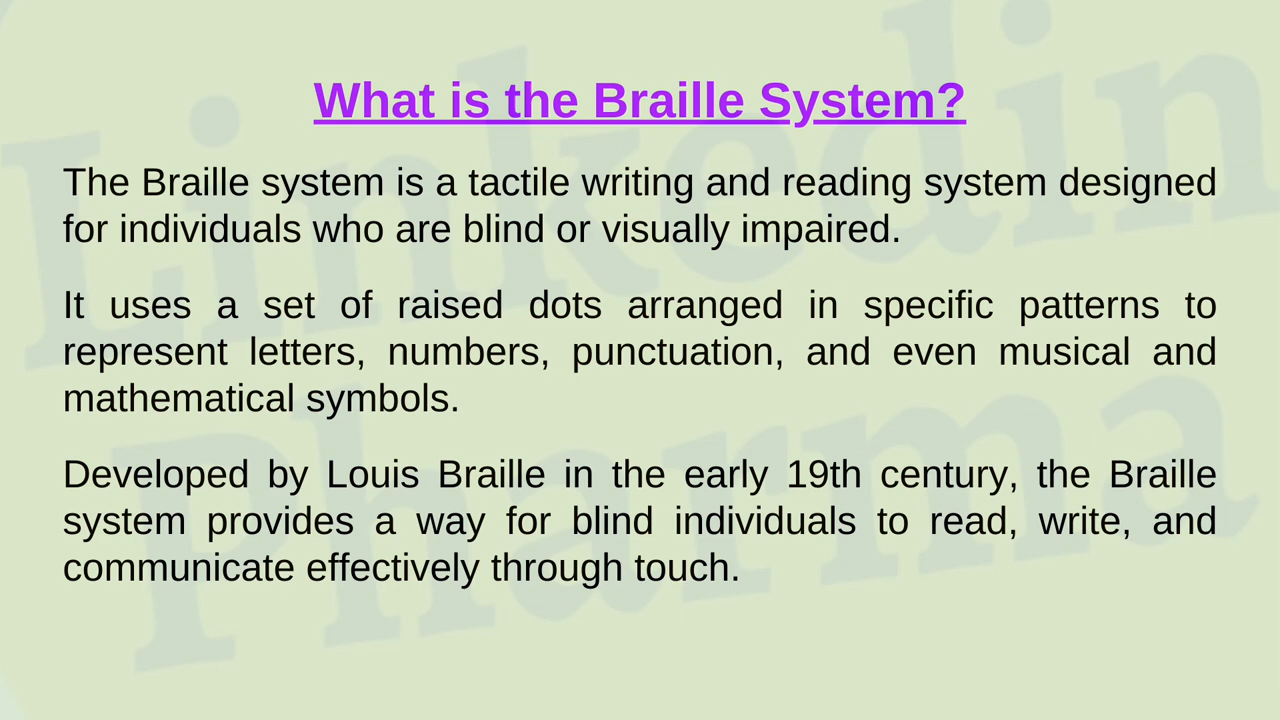 What is the Braille System?
The Braille system is a tactile writing and reading system designed
for individuals who are blind or visually impaired.
It uses a set of raised dots arranged in specific patterns to
represent letters, numbers, punctuation, and even musical and
mathematical symbols.
Developed by Louis Braille in the early 19th century, the Braille
system provides a way for blind individuals to read, write, and
communicate effectively through touch.
Linkedin
Pharma